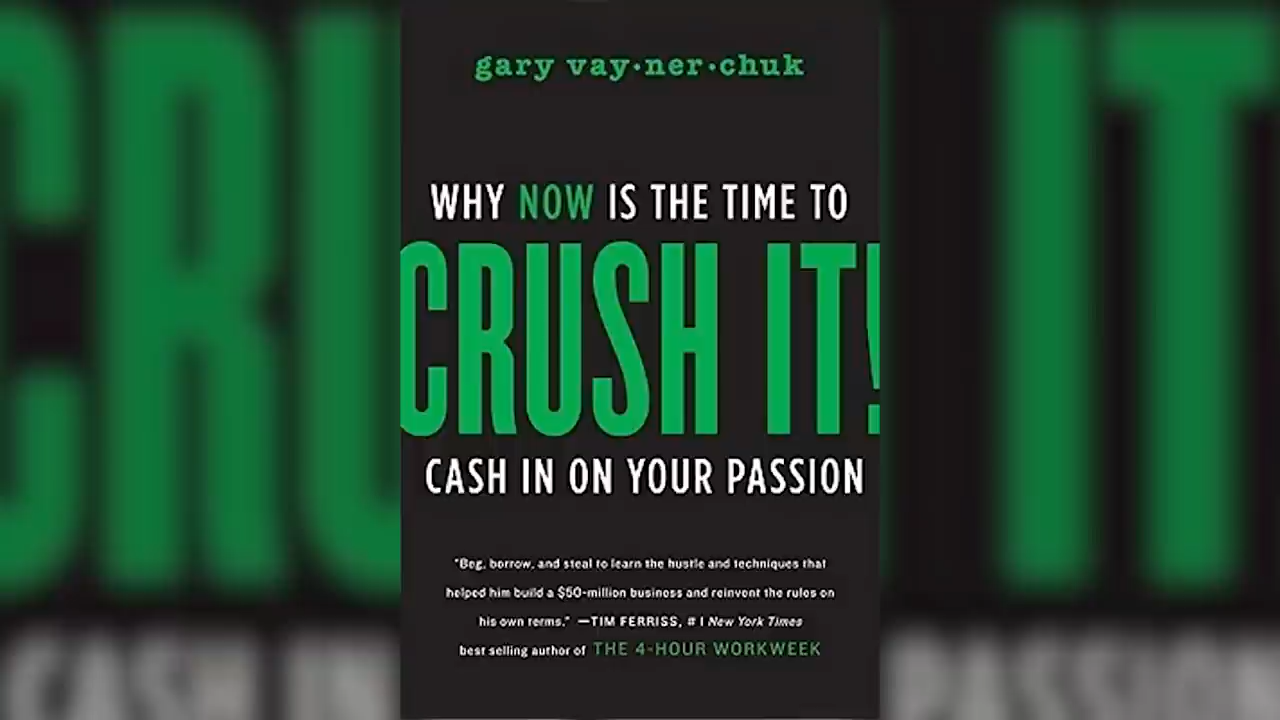 gary vay·ner·chuk
WHY NOW IS THE TIME TO
CRUSH IT!
CASH IN ON YOUR PASSION
"Beg, borrow, and steal to learn the hustle and techniques that
helped him build a $50-million business and reinvent the rules on
his own terms." —TIM FERRISS, #1 New York Times
best selling author of THE 4-HOUR WORKWEEK